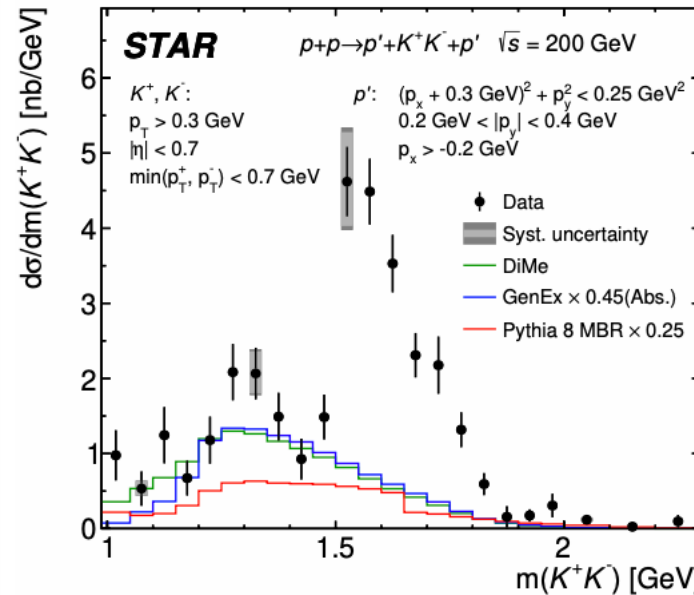 STAR p+p→p′+K⁺K⁻+p′ √s = 200 GeV
K⁺, K⁻:
p_T > 0.3 GeV
|η| < 0.7
min(p_T⁺, p_T⁻) < 0.7 GeV
p′: (p_x + 0.3 GeV)² + p_y² < 0.25 GeV²
0.2 GeV < |p_y| < 0.4 GeV
p_x > -0.2 GeV
Data
Syst. uncertainty
DiMe
GenEx × 0.45(Abs.)
Pythia 8 MBR × 0.25
dσ/dm(K⁺K⁻) [nb/GeV]
6
5
4
3
2
1
0
1 1.5 2
m(K⁺K⁻) [GeV]